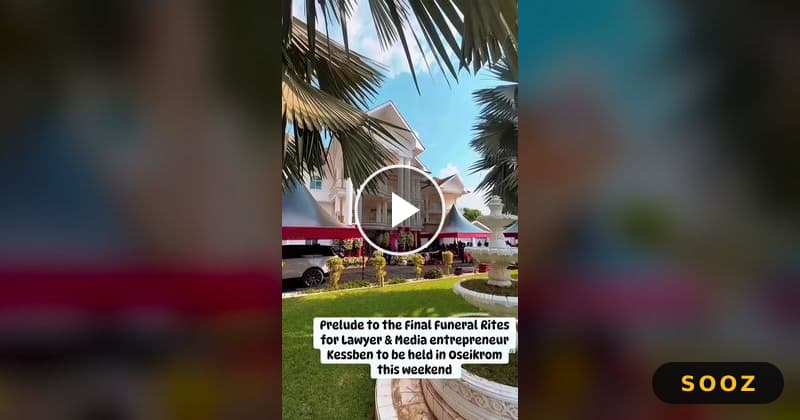 Prelude to the Final Funeral Rites
for Lawyer & Media entrepreneur
Kessben to be held in Oseikrom
this weekend
SOOZ